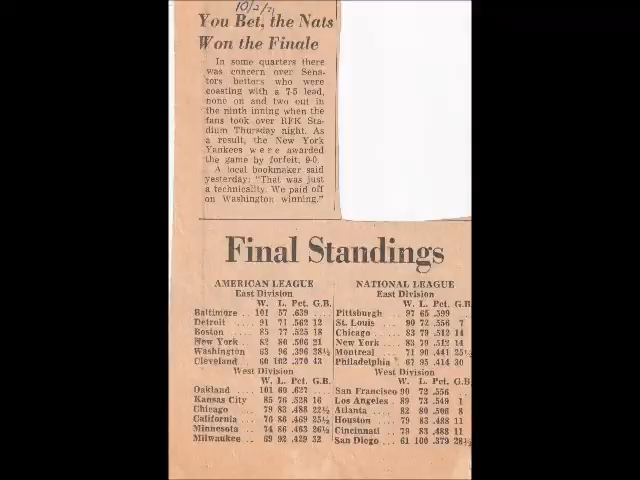 10/2/71
You Bet, the Nats
Won the Finale
In some quarters there
was concern over Sena-
tors bettors who were
coasting with a 7-5 lead,
none on and two out in
the ninth inning when the
fans took over RFK Sta-
dium Thursday night. As
a result, the New York
Yankees were awarded
the game by forfeit, 9-0.
A local bookmaker said
yesterday: "That was just
a technicality. We paid off
on Washington winning."
Final Standings
AMERICAN LEAGUE
East Division
W. L. Pct. G.B.
Baltimore .. 101 57 .639
Detroit .... 91 71 .562 12
Boston .... 85 77 .525 18
New York .. 82 80 .506 21
Washington 63 96 .396 38½
Cleveland .. 60 102 .370 43
West Division
W. L. Pct. G.B.
Oakland ... 101 60 .627
Kansas City 85 76 .528 16
Chicago ... 79 83 .488 22½
California .. 76 86 .469 25½
Minnesota .. 74 86 .463 26½
Milwaukee .. 69 92 .429 32
NATIONAL LEAGUE
East Division
W. L. Pct. G.B.
Pittsburgh .. 97 65 .599
St. Louis ... 90 72 .556 7
Chicago .... 83 79 .512 14
New York .. 83 79 .512 14
Montreal ... 71 90 .441 25½
Philadelphia 67 95 .414 30
West Division
W. L. Pct. G.B.
San Francisco 90 72 .556
Los Angeles . 89 73 .549 1
Atlanta .... 82 80 .506 8
Houston ... 79 83 .488 11
Cincinnati .. 79 83 .488 11
San Diego .. 61 100 .379 28½